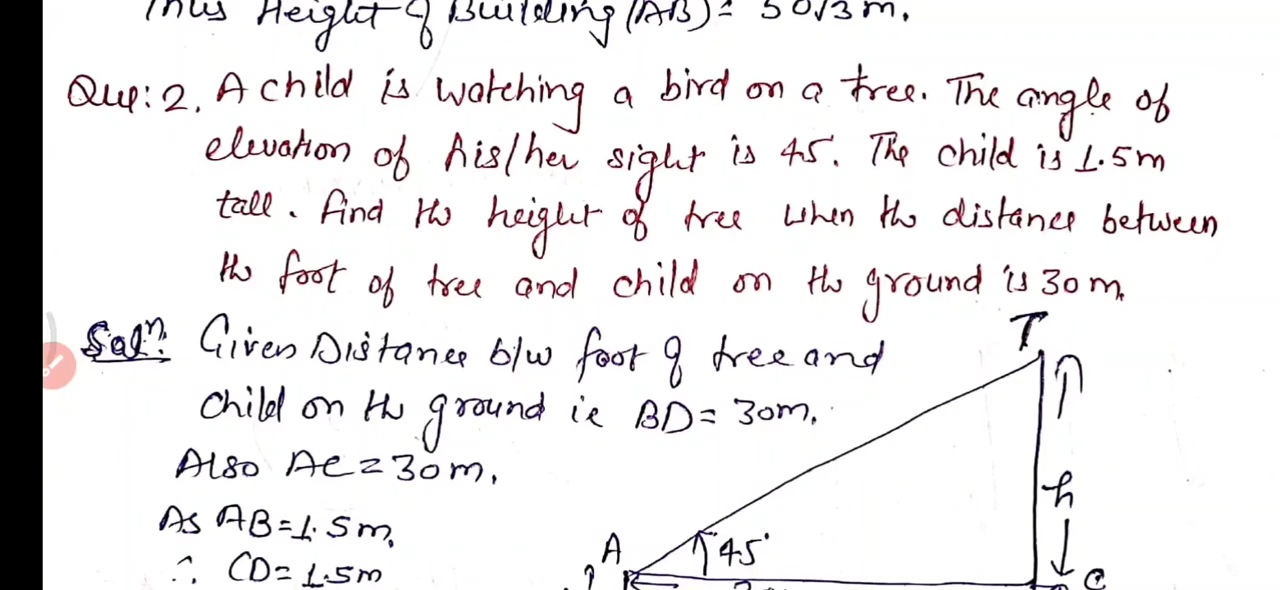 Thus Height of Building (AB) = 50√3 m.
Que: 2. A child is watching a bird on a tree. The angle of
elevation of his/her sight is 45. The child is 1.5m
tall. find the height of tree when the distance between
the foot of tree and child on the ground is 30m.
Solⁿ: Given Distance b/w foot of tree and
child on the ground ie BD = 30m.
Also AC = 30m.
As AB = 1.5m.
∴ CD = 1.5m
T
h
A
45°
C